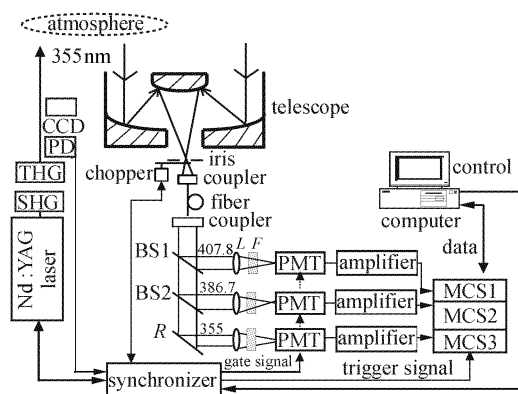 atmosphere
355nm
CCD
PD
THG
SHG
Nd:YAG
laser
telescope
chopper
iris
coupler
fiber
coupler
control
computer
data
BS1
407.8
L F
PMT
amplifier
MCS1
BS2
386.7
PMT
amplifier
MCS2
R
355
PMT
amplifier
MCS3
gate signal
trigger signal
synchronizer